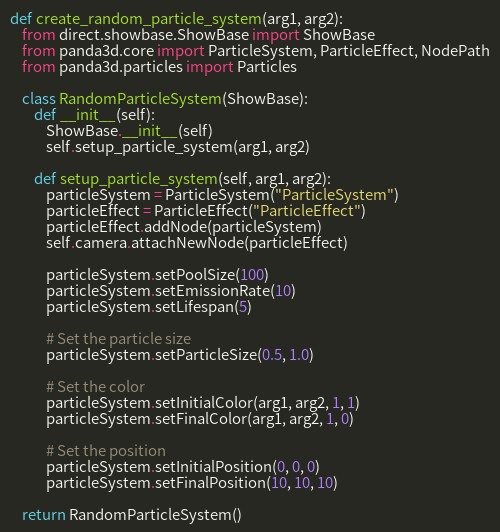 def create_random_particle_system(arg1, arg2):
from direct.showbase.ShowBase import ShowBase
from panda3d.core import ParticleSystem, ParticleEffect, NodePath
from panda3d.particles import Particles
class RandomParticleSystem(ShowBase):
def __init__(self):
ShowBase.__init__(self)
self.setup_particle_system(arg1, arg2)
def setup_particle_system(self, arg1, arg2):
particleSystem = ParticleSystem("ParticleSystem")
particleEffect = ParticleEffect("ParticleEffect")
particleEffect.addNode(particleSystem)
self.camera.attachNewNode(particleEffect)
particleSystem.setPoolSize(100)
particleSystem.setEmissionRate(10)
particleSystem.setLifespan(5)
# Set the particle size
particleSystem.setParticleSize(0.5, 1.0)
# Set the color
particleSystem.setInitialColor(arg1, arg2, 1, 1)
particleSystem.setFinalColor(arg1, arg2, 1, 0)
# Set the position
particleSystem.setInitialPosition(0, 0, 0)
particleSystem.setFinalPosition(10, 10, 10)
return RandomParticleSystem()